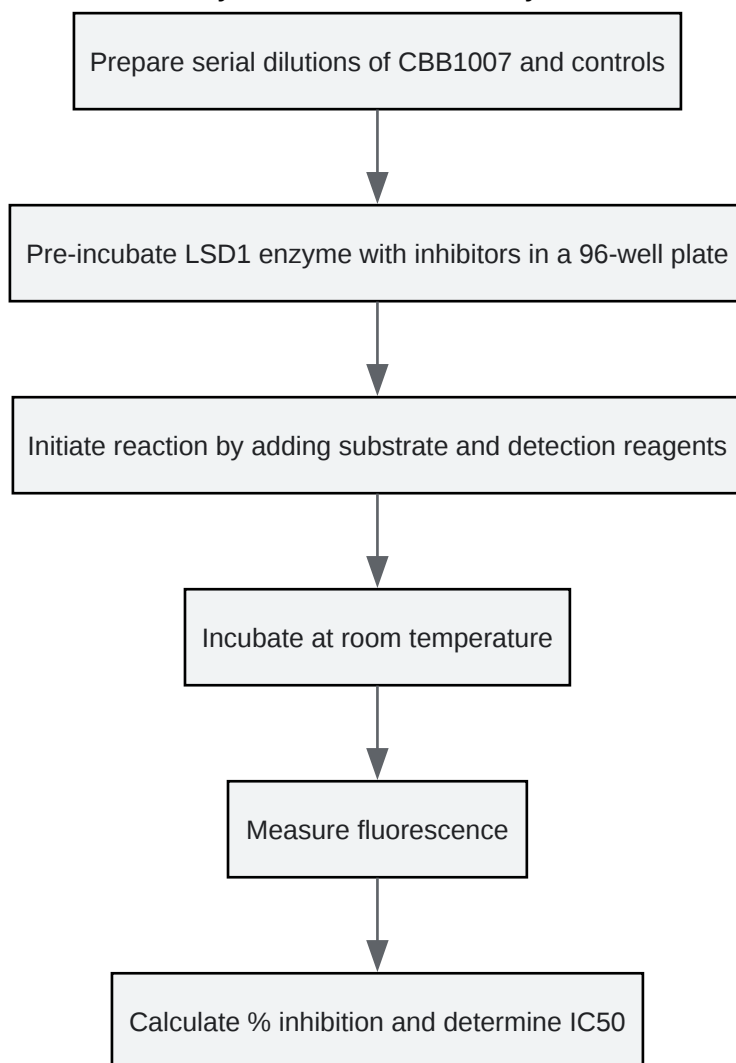 Prepare serial dilutions of CBB1007 and controls
Pre-incubate LSD1 enzyme with inhibitors in a 96-well plate
Initiate reaction by adding substrate and detection reagents
Incubate at room temperature
Measure fluorescence
Calculate % inhibition and determine IC50